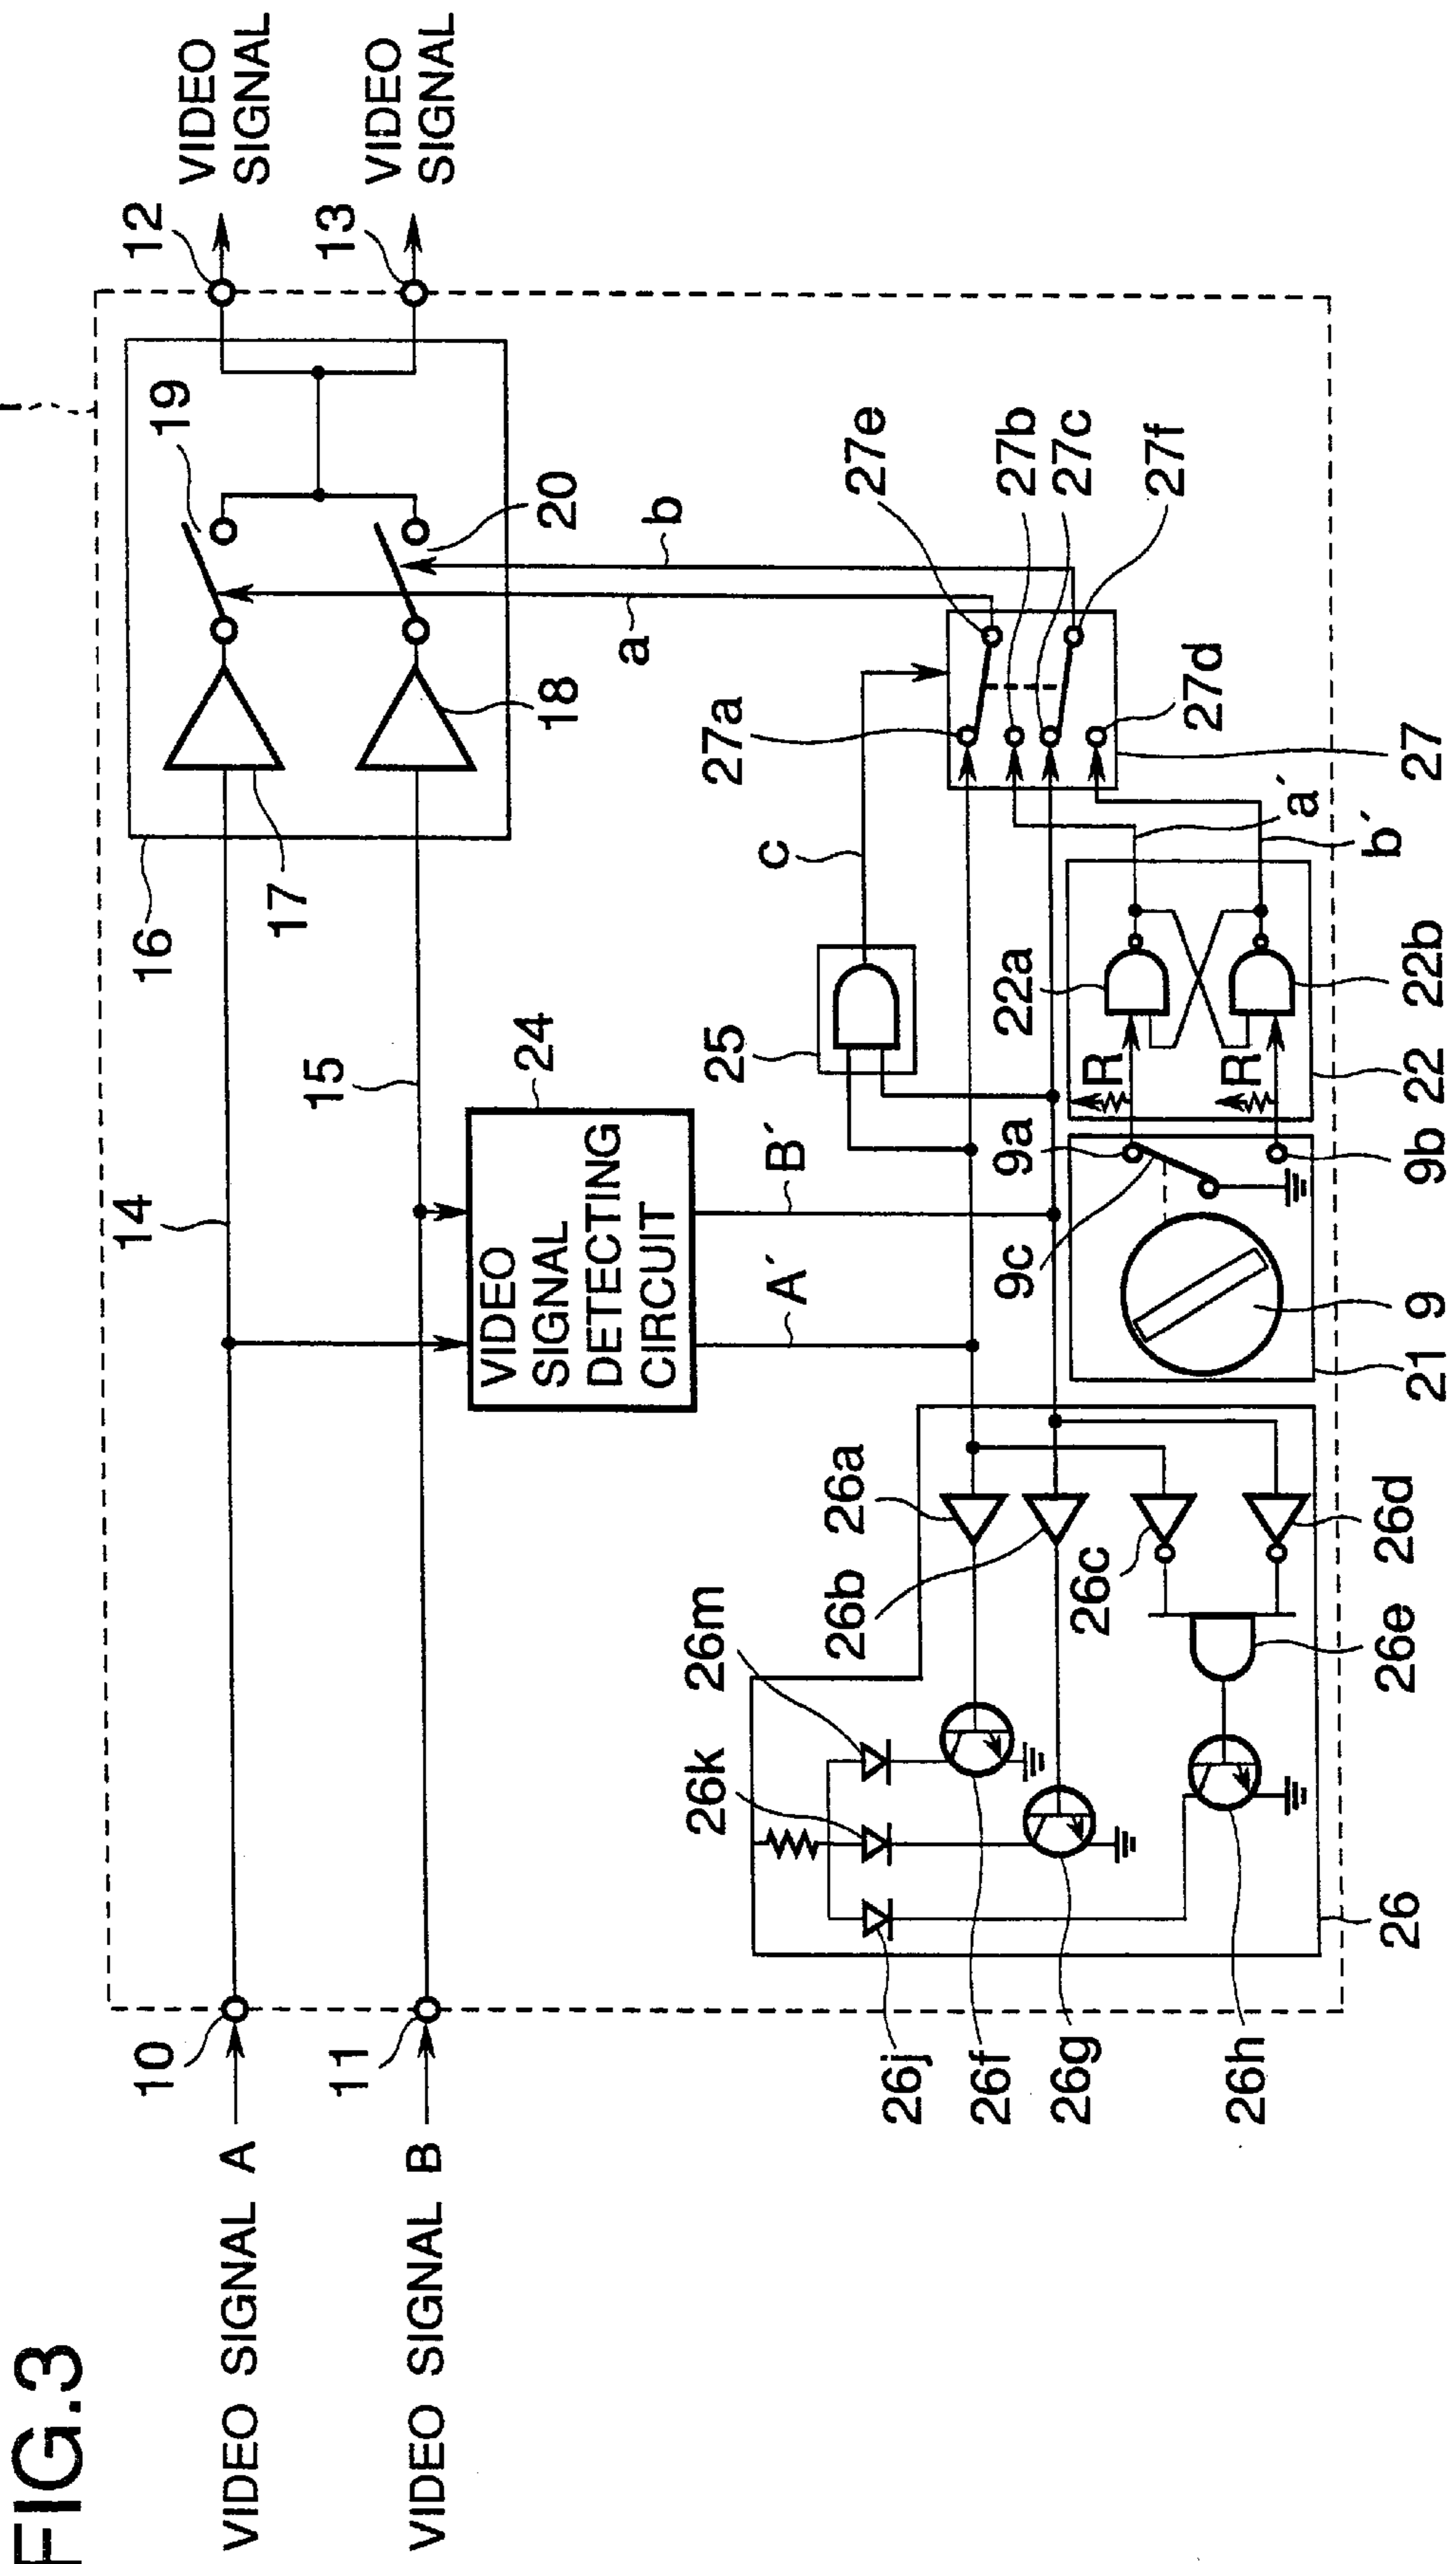 FIG.3
1
VIDEO SIGNAL A
10
14
16
17
19
12
VIDEO
SIGNAL
VIDEO SIGNAL B
11
15
18
20
13
VIDEO
SIGNAL
24
VIDEO
SIGNAL
DETECTING
CIRCUIT
A´
B´
a
b
c
25
27a
27e
27b
27c
27f
27d
27
a´
b´
26m
26k
26a
26b
26c
26d
26e
26j
26f
26g
26h
26
9c
9a
9b
9
21
R
R
22a
22b
22